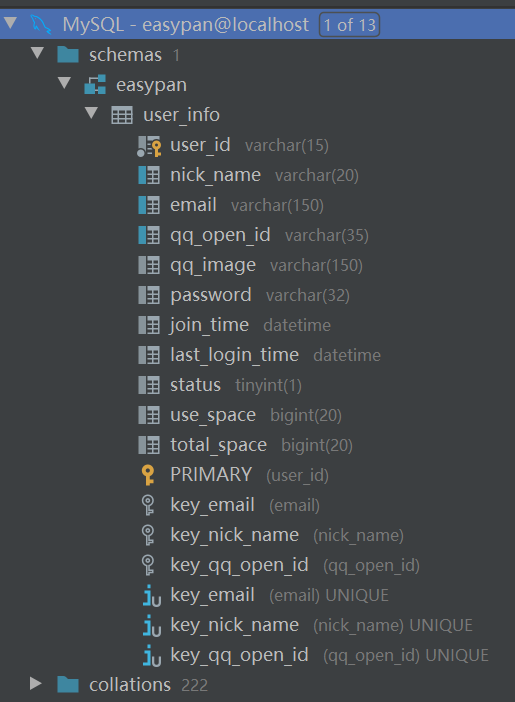 MySQL - easypan@localhost 1 of 13
schemas 1
easypan
user_info
user_id varchar(15)
nick_name varchar(20)
email varchar(150)
qq_open_id varchar(35)
qq_image varchar(150)
password varchar(32)
join_time datetime
last_login_time datetime
status tinyint(1)
use_space bigint(20)
total_space bigint(20)
PRIMARY (user_id)
key_email (email)
key_nick_name (nick_name)
key_qq_open_id (qq_open_id)
key_email (email) UNIQUE
key_nick_name (nick_name) UNIQUE
key_qq_open_id (qq_open_id) UNIQUE
collations 222